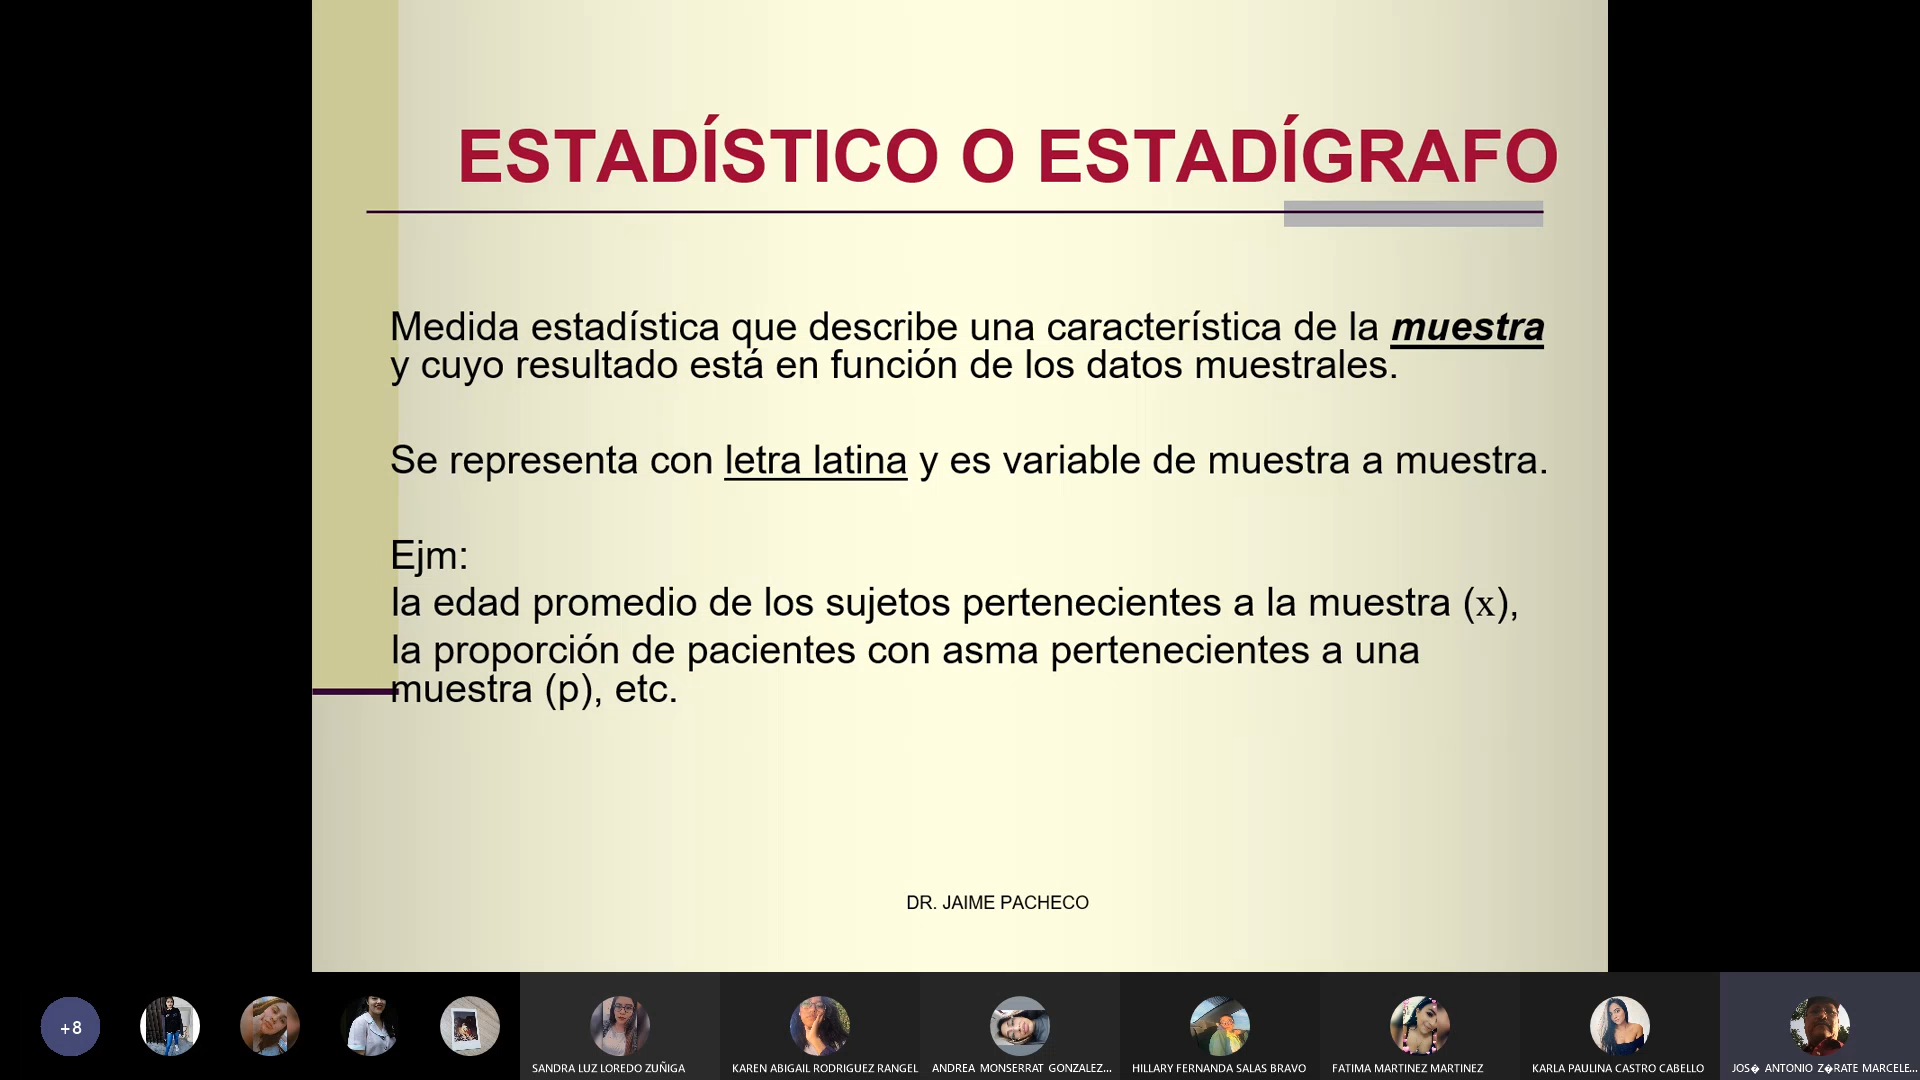 ESTADÍSTICO O ESTADÍGRAFO
Medida estadística que describe una característica de la muestra
y cuyo resultado está en función de los datos muestrales.
Se representa con letra latina y es variable de muestra a muestra.
Ejm:
la edad promedio de los sujetos pertenecientes a la muestra (x),
la proporción de pacientes con asma pertenecientes a una
muestra (p), etc.
DR. JAIME PACHECO
+8
SANDRA LUZ LOREDO ZUÑIGA
KAREN ABIGAIL RODRIGUEZ RANGEL
ANDREA MONSERRAT GONZALEZ...
HILLARY FERNANDA SALAS BRAVO
FATIMA MARTINEZ MARTINEZ
KARLA PAULINA CASTRO CABELLO
JOS� ANTONIO Z�RATE MARCELE...